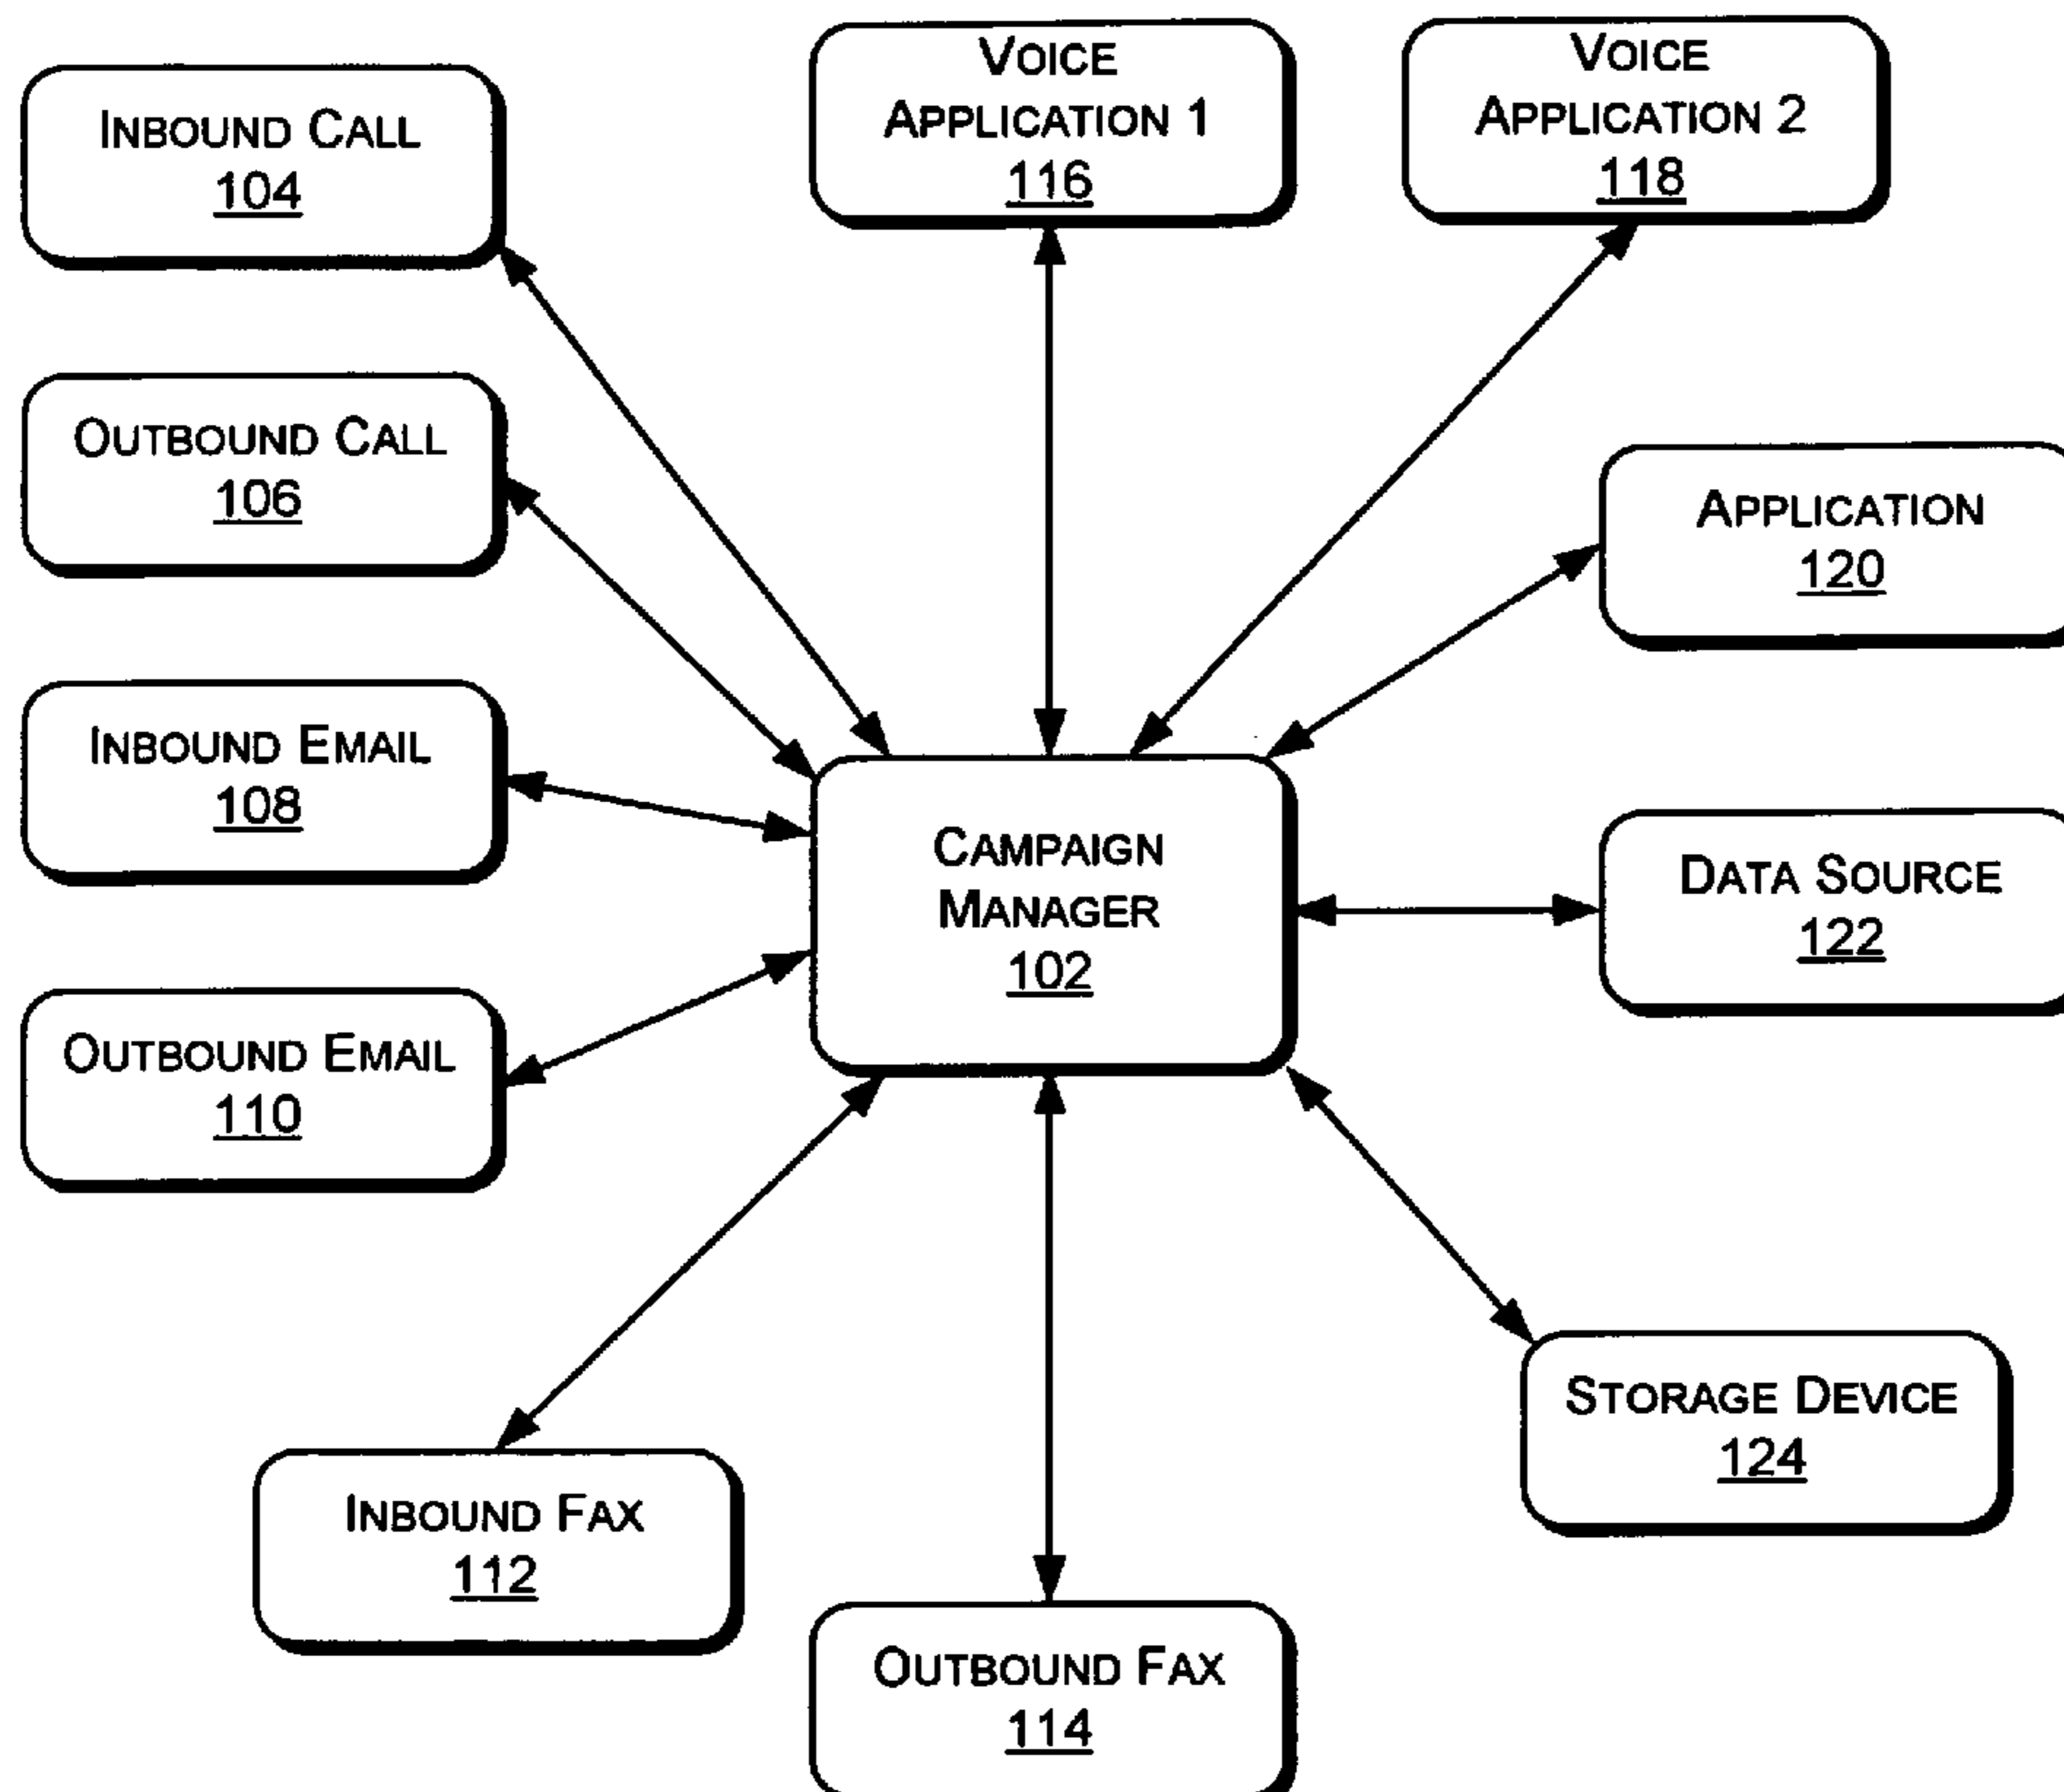 INBOUND CALL
104
VOICE
APPLICATION 1
116
VOICE
APPLICATION 2
118
OUTBOUND CALL
106
APPLICATION
120
INBOUND EMAIL
108
CAMPAIGN
MANAGER
102
DATA SOURCE
122
OUTBOUND EMAIL
110
STORAGE DEVICE
124
INBOUND FAX
112
OUTBOUND FAX
114